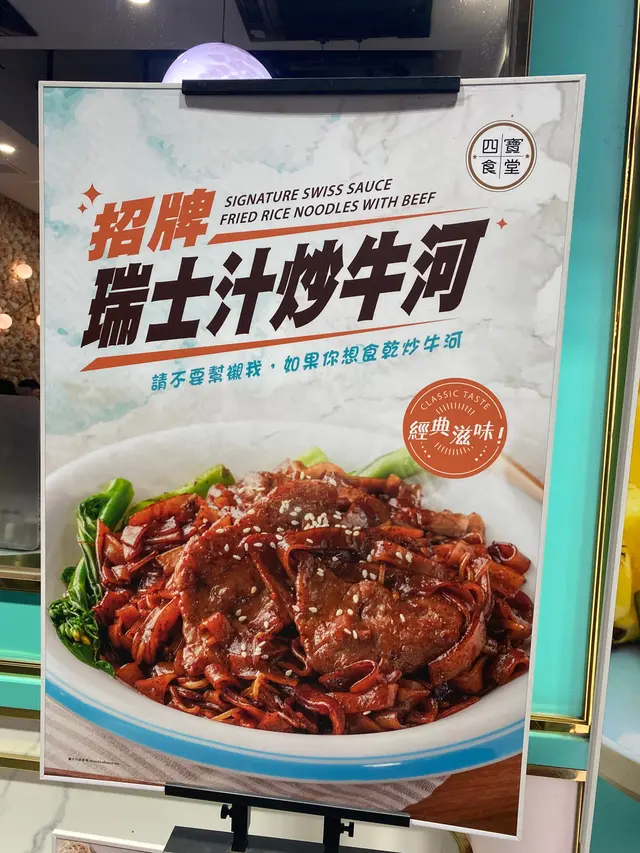 四寶
食堂
招牌
SIGNATURE SWISS SAUCE
FRIED RICE NOODLES WITH BEEF
瑞士汁炒牛河
請不要幫襯我，如果你想食乾炒牛河
CLASSIC TASTE
經典滋味!